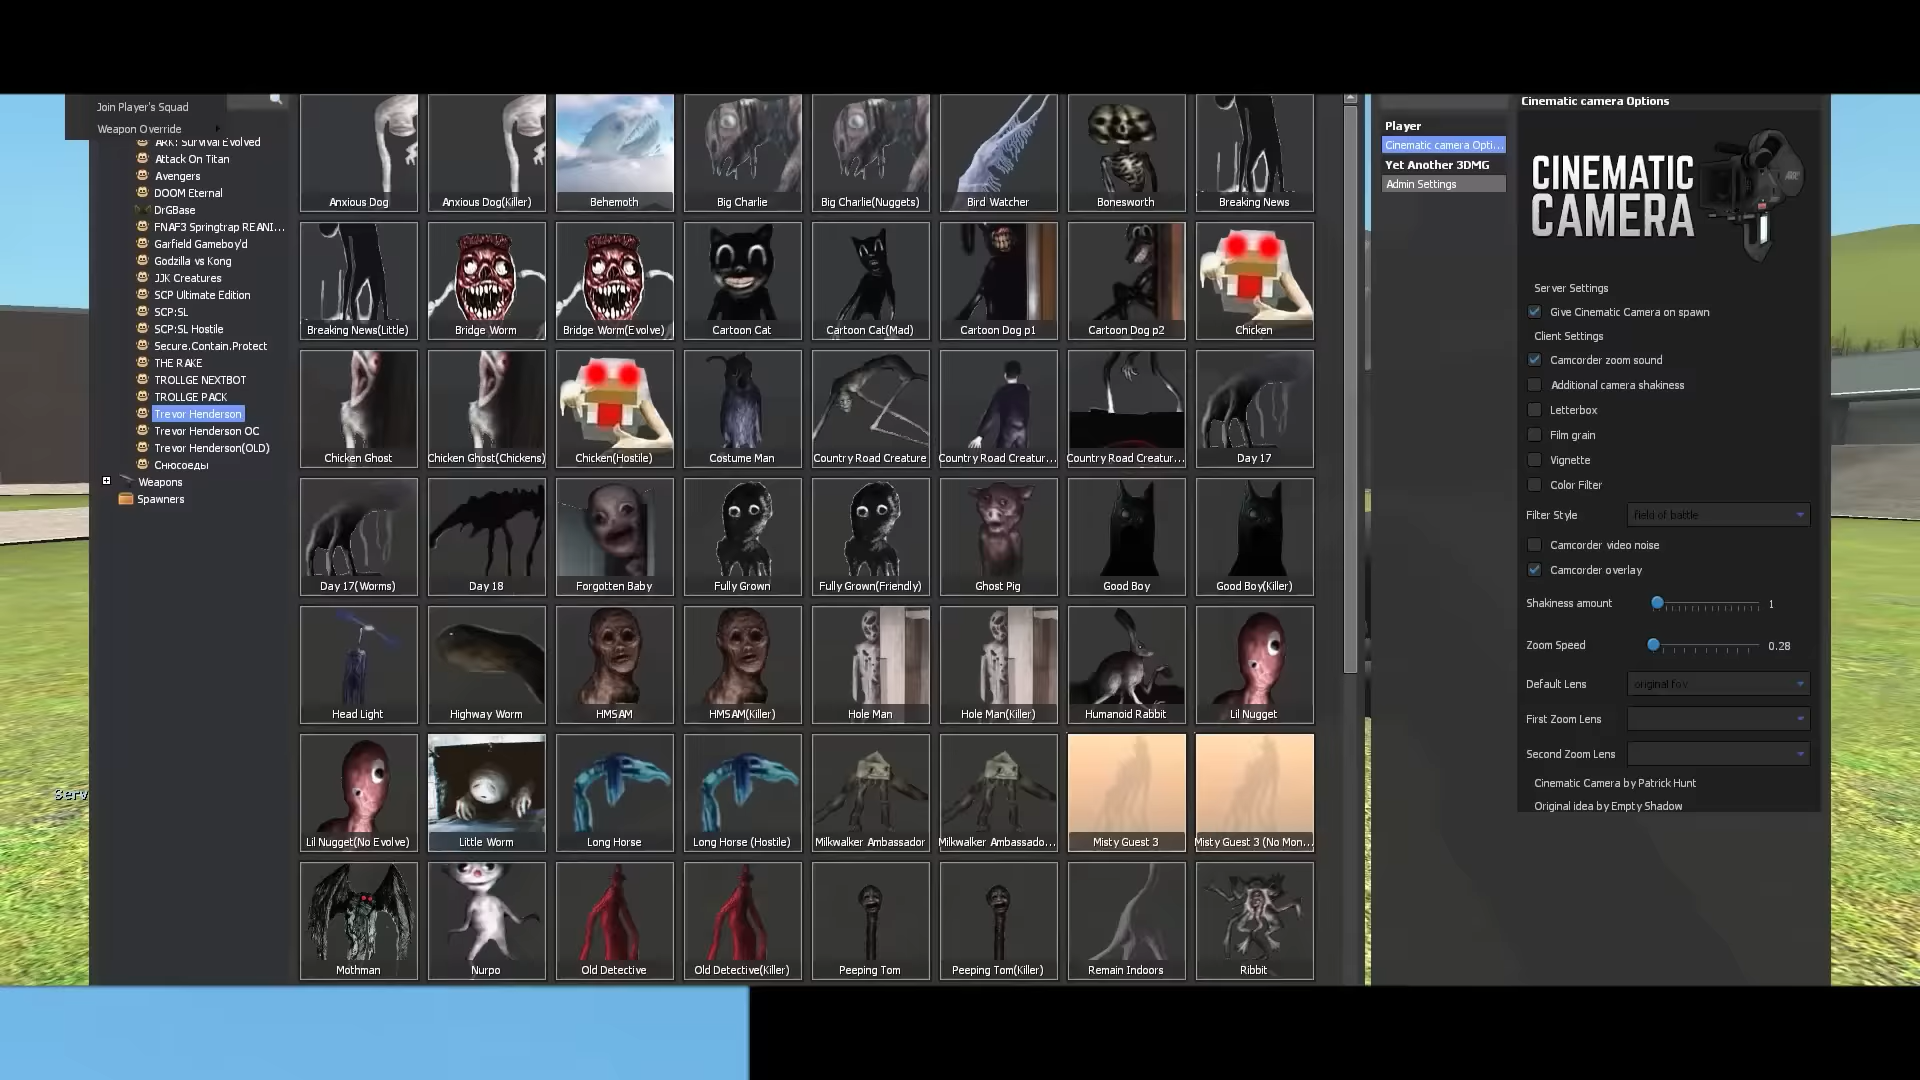 Join Player's Squad
Weapon Override
ARK: Survival Evolved
Attack On Titan
Avengers
DOOM Eternal
DrGBase
FNAF3 Springtrap REANI...
Garfield Gameboy'd
Godzilla vs Kong
JJK Creatures
SCP Ultimate Edition
SCP:SL
SCP:SL Hostile
Secure.Contain.Protect
THE RAKE
TROLLGE NEXTBOT
TROLLGE PACK
Trevor Henderson
Trevor Henderson OC
Trevor Henderson(OLD)
Снюсоеды
Weapons
Spawners
Serv
Anxious Dog
Anxious Dog(Killer)
Behemoth
Big Charlie
Big Charlie(Nuggets)
Bird Watcher
Bonesworth
Breaking News
Breaking News(Little)
Bridge Worm
Bridge Worm(Evolve)
Cartoon Cat
Cartoon Cat(Mad)
Cartoon Dog p1
Cartoon Dog p2
Chicken
Chicken Ghost
Chicken Ghost(Chickens)
Chicken(Hostile)
Costume Man
Country Road Creature
Country Road Creatur...
Country Road Creatur...
Day 17
Day 17(Worms)
Day 18
Forgotten Baby
Fully Grown
Fully Grown(Friendly)
Ghost Pig
Good Boy
Good Boy(Killer)
Head Light
Highway Worm
HMSAM
HMSAM(Killer)
Hole Man
Hole Man(Killer)
Humanoid Rabbit
Lil Nugget
Lil Nugget(No Evolve)
Little Worm
Long Horse
Long Horse (Hostile)
Milkwalker Ambassador
Milkwalker Ambassado...
Misty Guest 3
Misty Guest 3 (No Mon...
Mothman
Nurpo
Old Detective
Old Detective(Killer)
Peeping Tom
Peeping Tom(Killer)
Remain Indoors
Ribbit
Player
Cinematic camera Opti...
Yet Another 3DMG
Admin Settings
Cinematic camera Options
CINEMATIC
CAMERA
Server Settings
Give Cinematic Camera on spawn
Client Settings
Camcorder zoom sound
Additional camera shakiness
Letterbox
Film grain
Vignette
Color Filter
Filter Style
field of battle
Camcorder video noise
Camcorder overlay
Shakiness amount
1
Zoom Speed
0.28
Default Lens
original fov
First Zoom Lens
Second Zoom Lens
Cinematic Camera by Patrick Hunt
Original idea by Empty Shadow